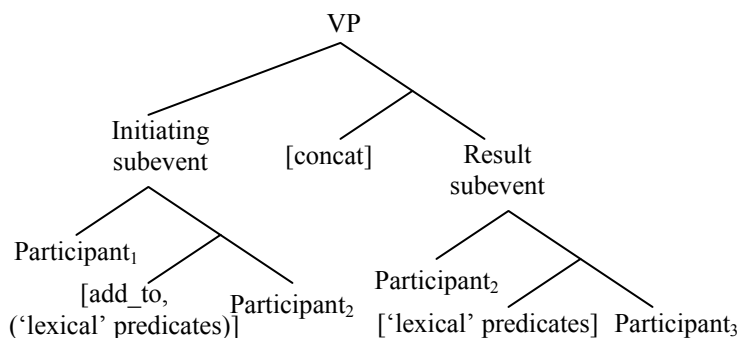 VP
Initiating
subevent
[concat]
Result
subevent
Participant₁
[add_to,
(‘lexical’ predicates)]
Participant₂
Participant₂
[‘lexical’ predicates]
Participant₃